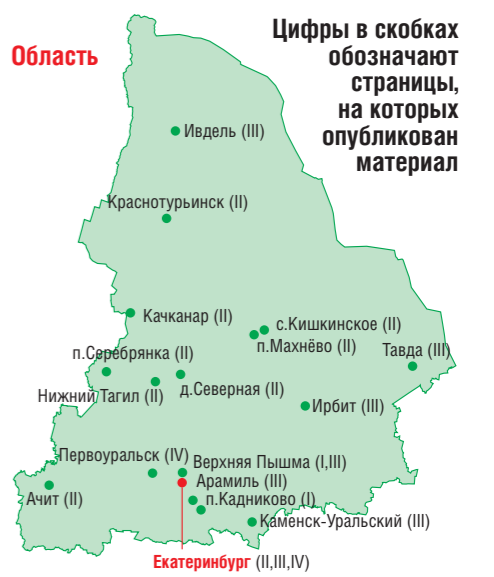 Область
Цифры в скобках
обозначают
страницы,
на которых
опубликован
материал
Ивдель (III)
Краснотурьинск (II)
Качканар (II)
с.Кишкинское (II)
п.Махнёво (II)
Тавда (III)
п.Серебрянка (II)
Нижний Тагил (II)
д.Северная (II)
Ирбит (III)
Первоуральск (IV)
Верхняя Пышма (I,III)
Арамиль (III)
Ачит (II)
п.Кадниково (I)
Каменск-Уральский (III)
Екатеринбург (II,III,IV)